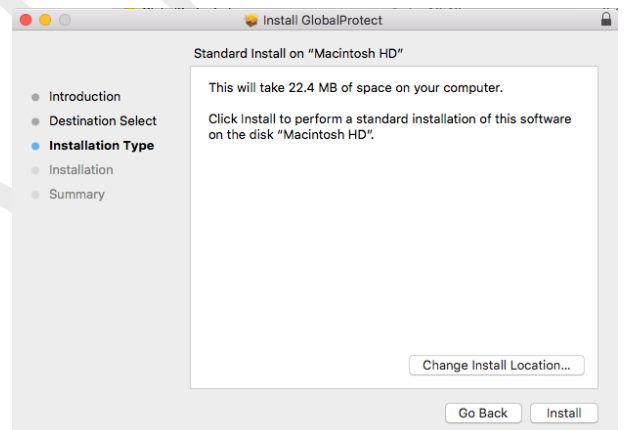 Install GlobalProtect
Standard Install on “Macintosh HD”
Introduction
Destination Select
Installation Type
Installation
Summary
This will take 22.4 MB of space on your computer.
Click Install to perform a standard installation of this software
on the disk “Macintosh HD”.
Change Install Location...
Go Back
Install